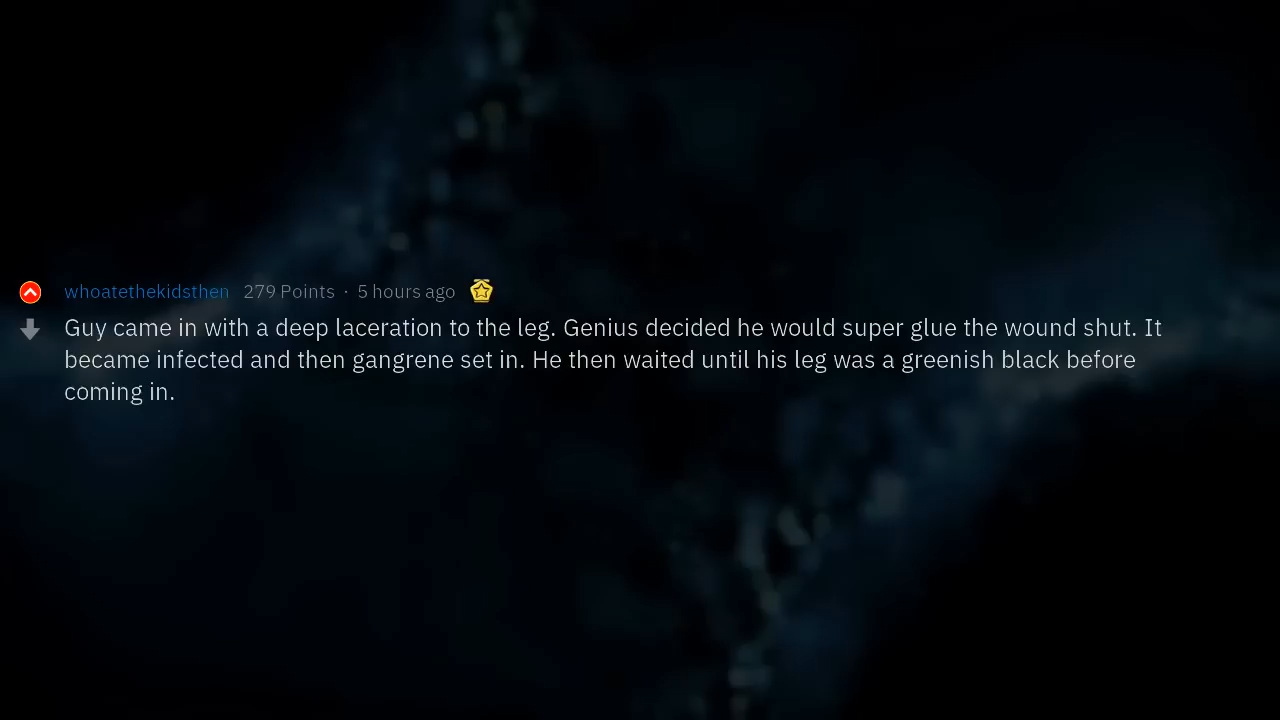 whoatethekidsthen 279 Points · 5 hours ago
Guy came in with a deep laceration to the leg. Genius decided he would super glue the wound shut. It
became infected and then gangrene set in. He then waited until his leg was a greenish black before
coming in.